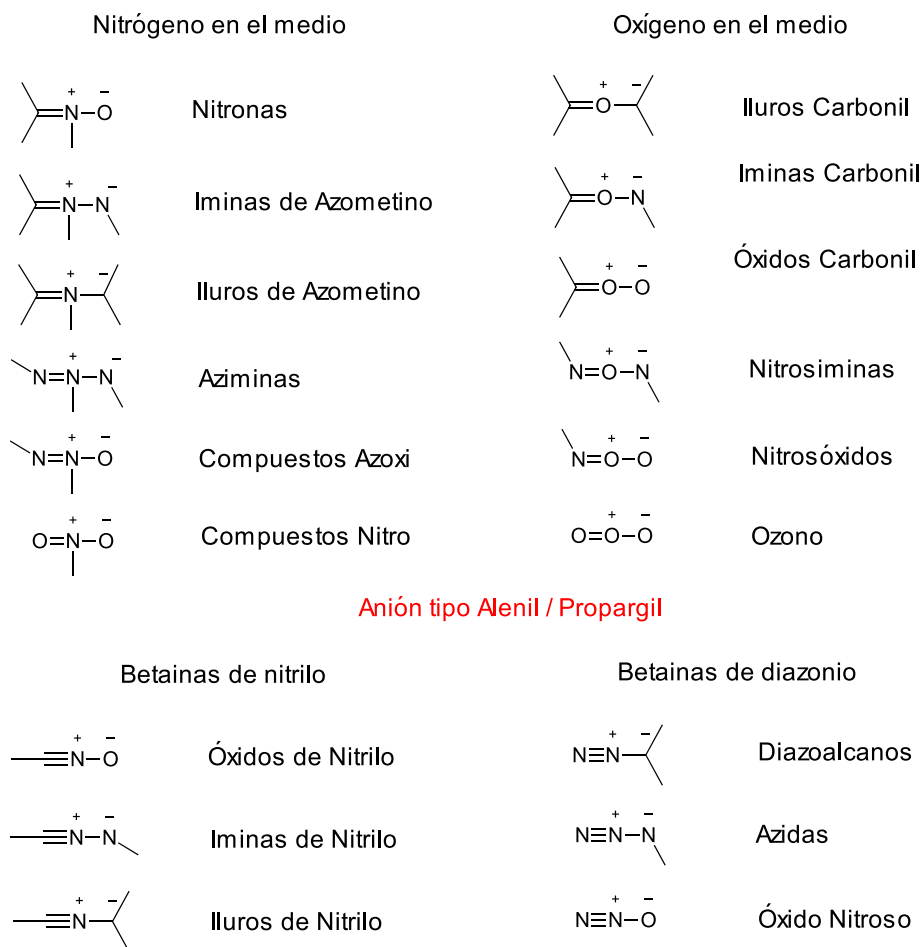 Nitrógeno en el medio
Oxígeno en el medio
+ −
N O
Nitronas
+ −
O
Iluros Carbonil
+ −
N N
Iminas de Azometino
+ −
O N
Iminas Carbonil
+ −
N
Iluros de Azometino
+ −
O O
Óxidos Carbonil
+ −
N=N N
Aziminas
+ −
N=O N
Nitrosiminas
+ −
N=N O
Compuestos Azoxi
+ −
N=O−O
Nitrosóxidos
+ −
O=N−O
Compuestos Nitro
+ −
O=O−O
Ozono
Anión tipo Alenil / Propargil
Betainas de nitrilo
Betainas de diazonio
+ −
≡N−O
Óxidos de Nitrilo
+ −
N≡N
Diazoalcanos
+ −
≡N−N
Iminas de Nitrilo
+ −
N≡N−N
Azidas
+ −
≡N
Iluros de Nitrilo
+ −
N≡N−O
Óxido Nitroso